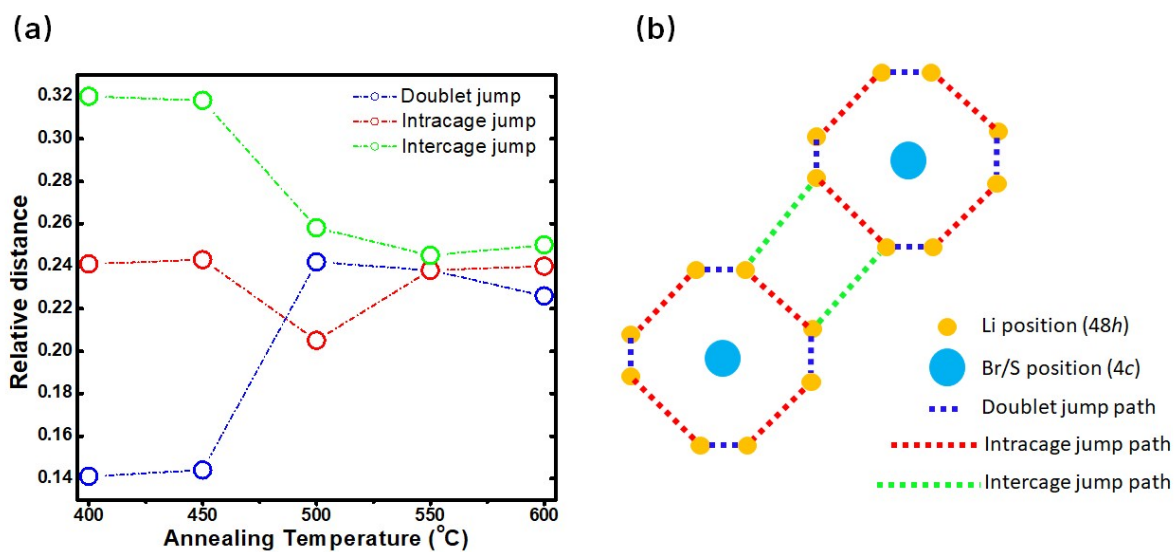 (a)
(b)
0.32
0.30
0.28
0.26
0.24
0.22
0.20
0.18
0.16
0.14
Relative distance
400
450
500
550
600
Annealing Temperature (°C)
Doublet jump
Intracage jump
Intercage jump
Li position (48h)
Br/S position (4c)
Doublet jump path
Intracage jump path
Intercage jump path